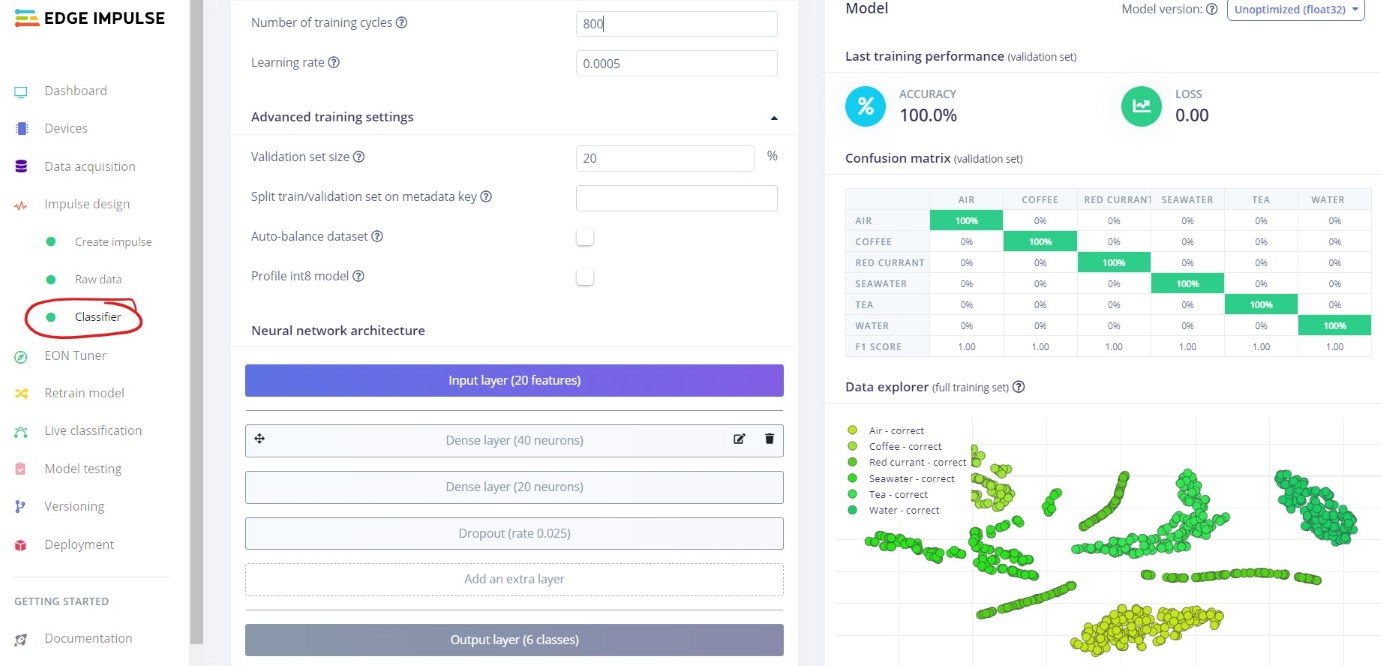 EDGE IMPULSE
Dashboard
Devices
Data acquisition
Impulse design
Create impulse
Raw data
Classifier
EON Tuner
Retrain model
Live classification
Model testing
Versioning
Deployment
GETTING STARTED
Documentation
Number of training cycles ?
800
Learning rate ?
0.0005
Advanced training settings
Validation set size ?
20
%
Split train/validation set on metadata key ?
Auto-balance dataset ?
Profile int8 model ?
Neural network architecture
Input layer (20 features)
Dense layer (40 neurons)
Dense layer (20 neurons)
Dropout (rate 0.025)
Add an extra layer
Output layer (6 classes)
Model
Model version: ? Unoptimized (float32)
Last training performance (validation set)
%
ACCURACY
100.0%
LOSS
0.00
Confusion matrix (validation set)
AIR COFFEE RED CURRANT SEAWATER TEA WATER
AIR 100% 0% 0% 0% 0% 0%
COFFEE 0% 100% 0% 0% 0% 0%
RED CURRANT 0% 0% 100% 0% 0% 0%
SEAWATER 0% 0% 0% 100% 0% 0%
TEA 0% 0% 0% 0% 100% 0%
WATER 0% 0% 0% 0% 0% 100%
F1 SCORE 1.00 1.00 1.00 1.00 1.00 1.00
Data explorer (full training set) ?
Air - correct
Coffee - correct
Red currant - correct
Seawater - correct
Tea - correct
Water - correct